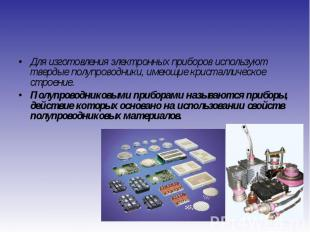 • Для изготовления электронных приборов используют
твердые полупроводники, имеющие кристаллическое
строение.
• Полупроводниковыми приборами называются приборы,
действие которых основано на использовании свойств
полупроводниковых материалов.